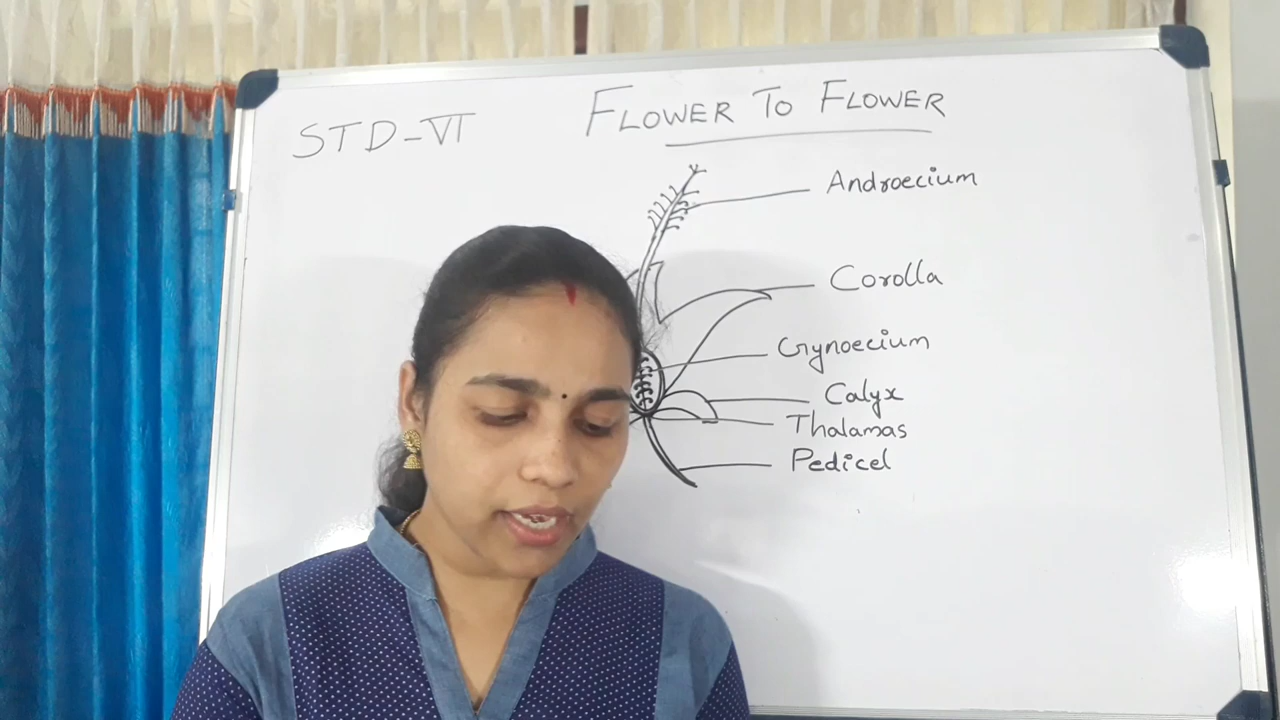 STD-VI
FLOWER TO FLOWER
Androecium
Corolla
Gynoecium
Calyx
Thalamas
Pedicel